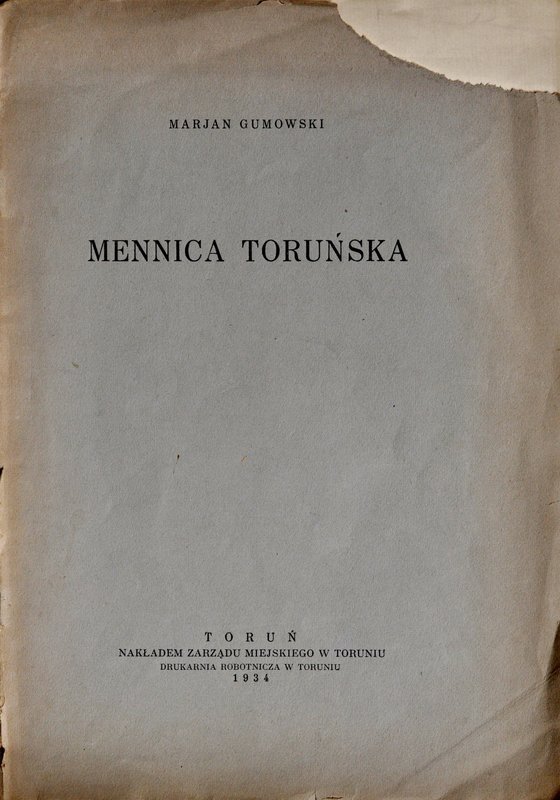 MARJAN GUMOWSKI
MENNICA TORUŃSKA
TORUŃ
NAKŁADEM ZARZĄDU MIEJSKIEGO W TORUNIU
DRUKARNIA ROBOTNICZA W TORUNIU
1934